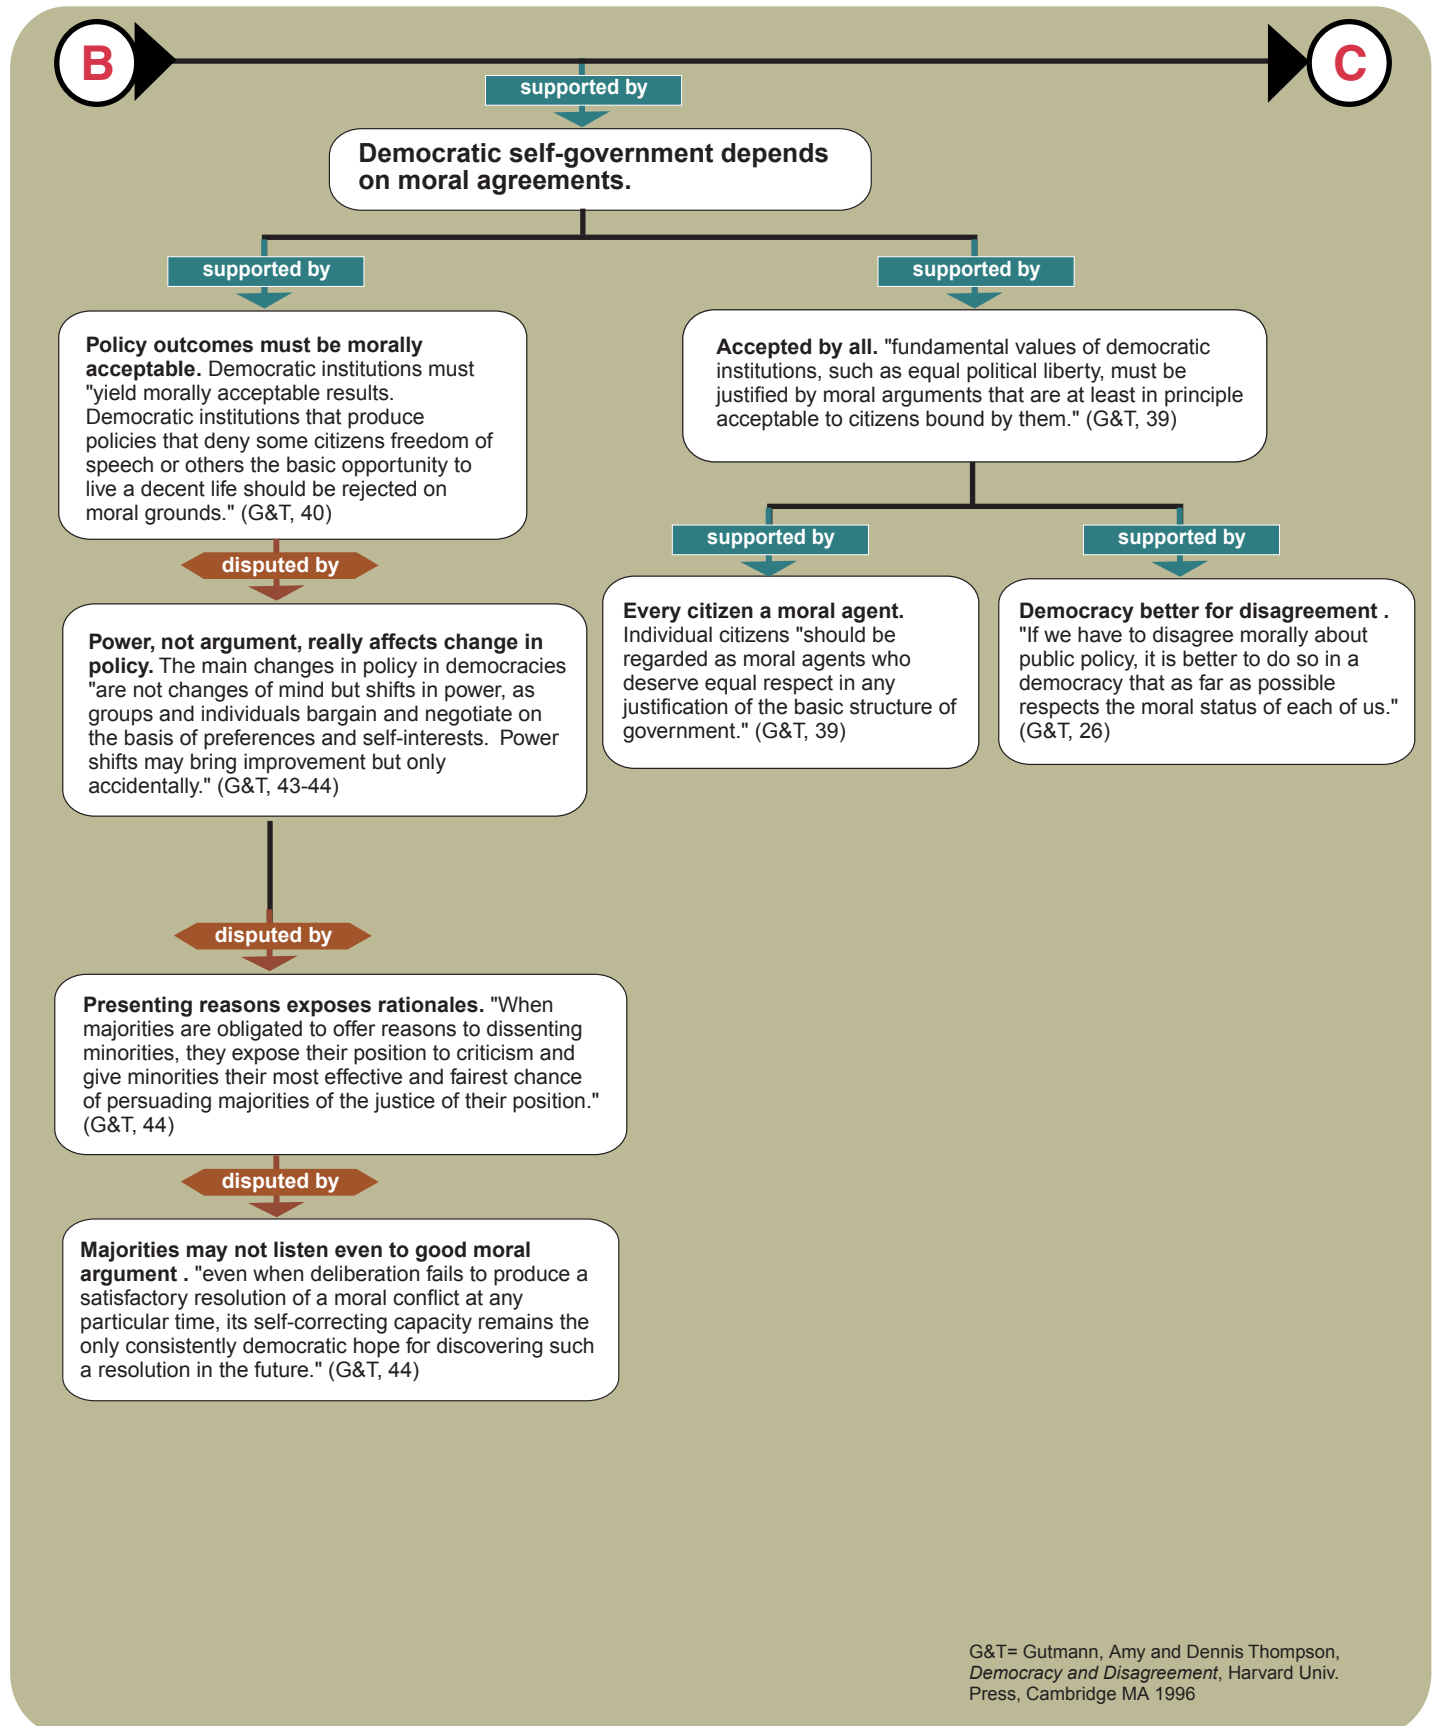 B
C
supported by
Democratic self-government depends
on moral agreements.
supported by
supported by
Policy outcomes must be morally
acceptable. Democratic institutions must
"yield morally acceptable results.
Democratic institutions that produce
policies that deny some citizens freedom of
speech or others the basic opportunity to
live a decent life should be rejected on
moral grounds." (G&T, 40)
Accepted by all. "fundamental values of democratic
institutions, such as equal political liberty, must be
justified by moral arguments that are at least in principle
acceptable to citizens bound by them." (G&T, 39)
disputed by
supported by
supported by
Power, not argument, really affects change in
policy. The main changes in policy in democracies
"are not changes of mind but shifts in power, as
groups and individuals bargain and negotiate on
the basis of preferences and self-interests.  Power
shifts may bring improvement but only
accidentally." (G&T, 43-44)
Every citizen a moral agent.
Individual citizens "should be
regarded as moral agents who
deserve equal respect in any
justification of the basic structure of
government." (G&T, 39)
Democracy better for disagreement .
"If we have to disagree morally about
public policy, it is better to do so in a
democracy that as far as possible
respects the moral status of each of us."
(G&T, 26)
disputed by
Presenting reasons exposes rationales. "When
majorities are obligated to offer reasons to dissenting
minorities, they expose their position to criticism and
give minorities their most effective and fairest chance
of persuading majorities of the justice of their position."
(G&T, 44)
disputed by
Majorities may not listen even to good moral
argument . "even when deliberation fails to produce a
satisfactory resolution of a moral conflict at any
particular time, its self-correcting capacity remains the
only consistently democratic hope for discovering such
a resolution in the future." (G&T, 44)
G&T= Gutmann, Amy and Dennis Thompson,
Democracy and Disagreement, Harvard Univ.
Press, Cambridge MA 1996